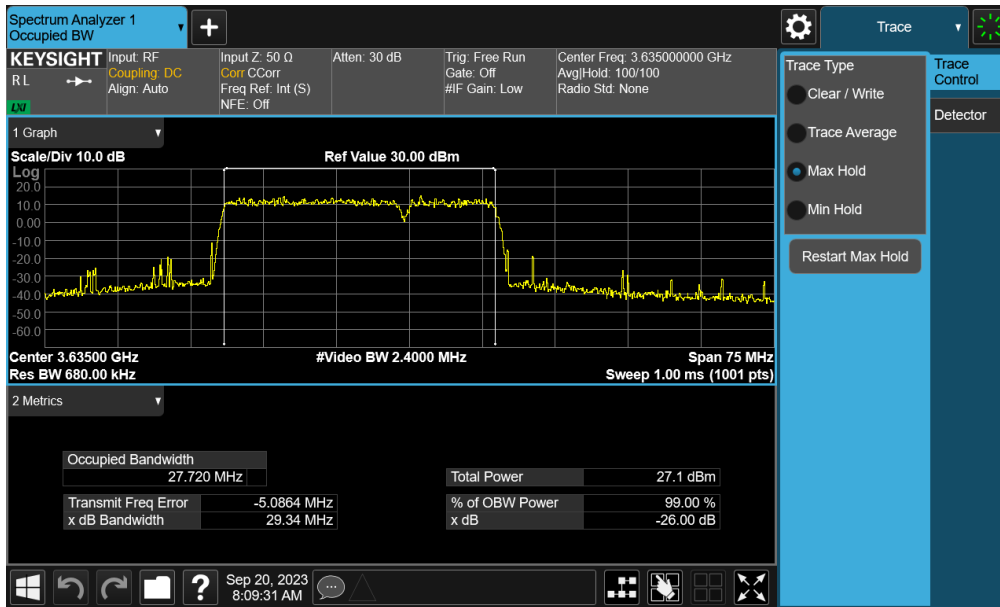 Spectrum Analyzer 1
Occupied BW
Trace
KEYSIGHT
R L
LXI
Input: RF
Coupling: DC
Align: Auto
Input Z: 50 Ω
Corr CCorr
Freq Ref: Int (S)
NFE: Off
Atten: 30 dB
Trig: Free Run
Gate: Off
#IF Gain: Low
Center Freq: 3.635000000 GHz
Avg|Hold: 100/100
Radio Std: None
Trace Type
Clear / Write
Trace Average
Max Hold
Min Hold
Restart Max Hold
Trace
Control
Detector
1 Graph
Scale/Div 10.0 dB
Ref Value 30.00 dBm
Log
20.0
10.0
0.00
-10.0
-20.0
-30.0
-40.0
-50.0
-60.0
Center 3.63500 GHz
#Video BW 2.4000 MHz
Span 75 MHz
Res BW 680.00 kHz
Sweep 1.00 ms (1001 pts)
2 Metrics
Occupied Bandwidth
27.720 MHz
Total Power 27.1 dBm
Transmit Freq Error -5.0864 MHz
% of OBW Power 99.00 %
x dB Bandwidth 29.34 MHz
x dB -26.00 dB
?
Sep 20, 2023
8:09:31 AM